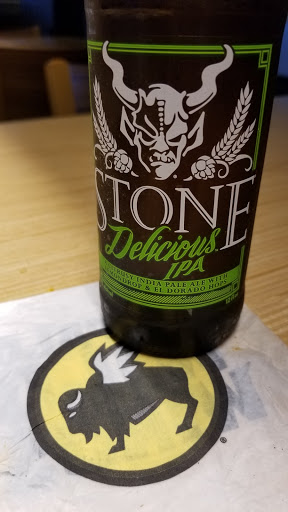 STONE
Delicious
IPA
INDIA PALE ALE WITH
& EL DORADO HOPS
®